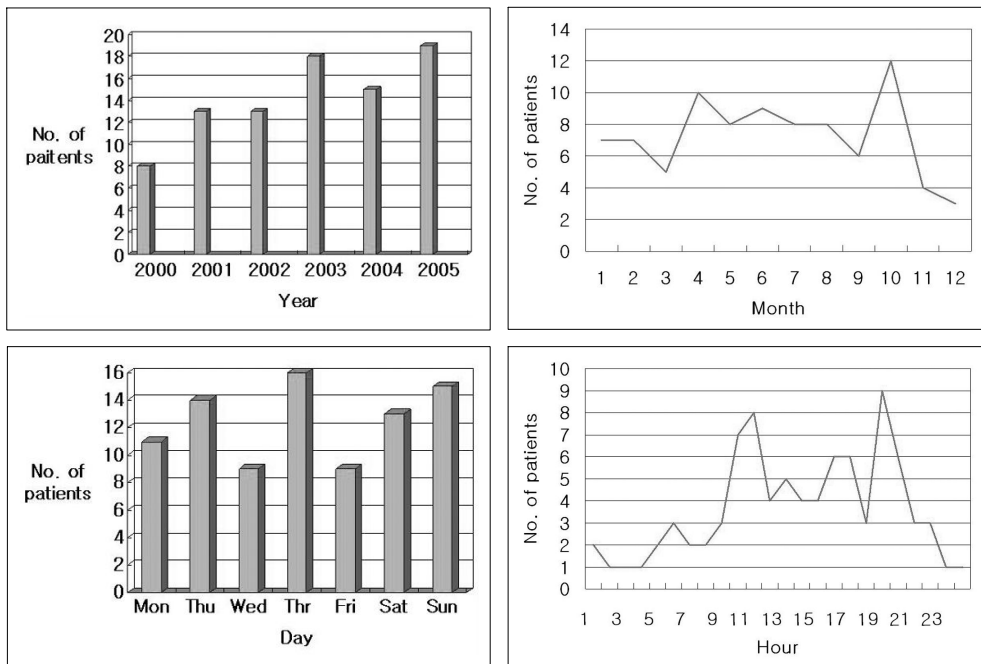 20
18
16
14
12
10
8
6
4
2
0
No. of
paitents
2000 2001 2002 2003 2004 2005
Year
14
12
10
8
6
4
2
0
No. of patients
1 2 3 4 5 6 7 8 9 10 11 12
Month
16
14
12
10
8
6
4
2
0
No. of
patients
Mon Thu Wed Thr Fri Sat Sun
Day
10
9
8
7
6
5
4
3
2
1
0
No. of patients
1 3 5 7 9 11 13 15 17 19 21 23
Hour